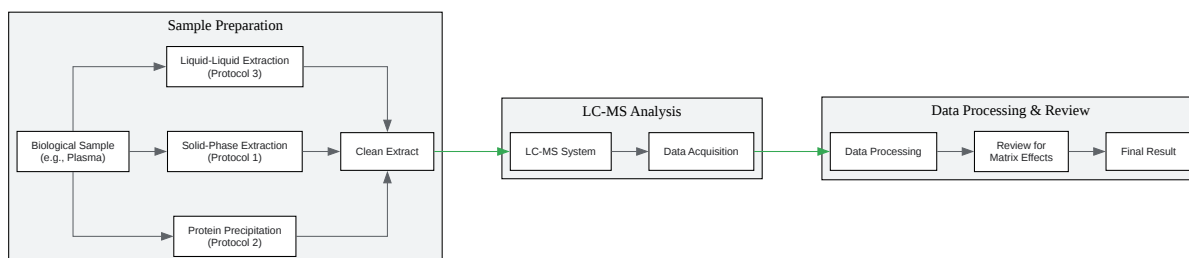 Sample Preparation
Liquid-Liquid Extraction
(Protocol 3)
Biological Sample
(e.g., Plasma)
Solid-Phase Extraction
(Protocol 1)
Clean Extract
Protein Precipitation
(Protocol 2)
LC-MS Analysis
LC-MS System
Data Acquisition
Data Processing & Review
Data Processing
Review for
Matrix Effects
Final Result